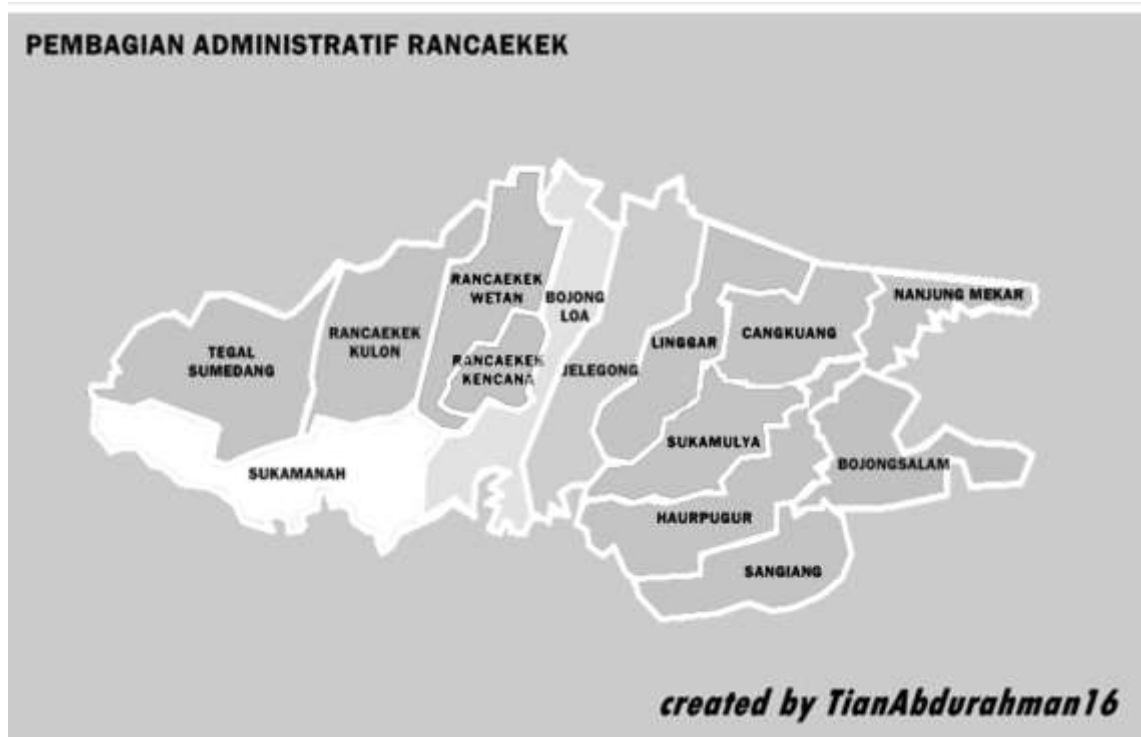 PEMBAGIAN ADMINISTRATIF RANCAEKEK
RANCAEKEK
WETAN
BOJONG
LOA
NANJUNG MEKAR
TEGAL
SUMEDANG
RANCAEKEK
KULON
RANCAEKEK
KENCANA
JELEGONG
LINGGAR
CANGKUANG
SUKAMANAH
SUKAMULYA
BOJONGSALAM
HAURPUGUR
SANGIANG
created by TianAbdurahman16